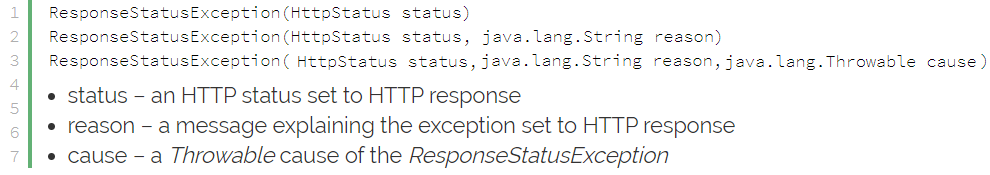 1 ResponseStatusException(HttpStatus status)
2 ResponseStatusException(HttpStatus status, java.lang.String reason)
3 ResponseStatusException( HttpStatus status,java.lang.String reason,java.lang.Throwable cause)
4 • status – an HTTP status set to HTTP response
5
6 • reason – a message explaining the exception set to HTTP response
7 • cause – a Throwable cause of the ResponseStatusException